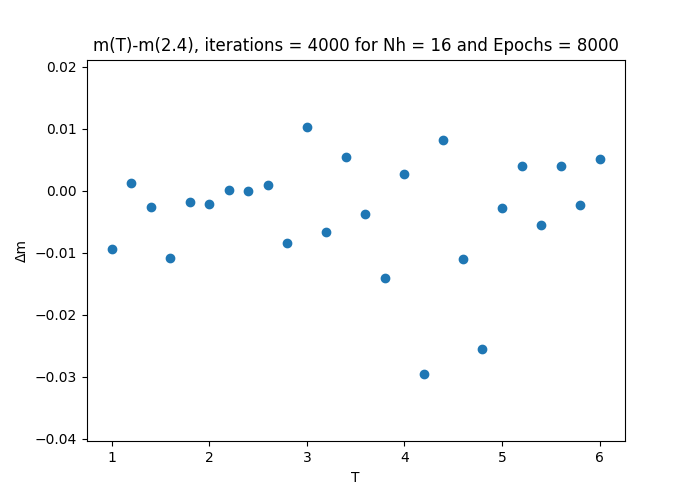 m(T)-m(2.4), iterations = 4000 for Nh = 16 and Epochs = 8000
0.02
0.01
0.00
−0.01
−0.02
−0.03
−0.04
Δm
1 2 3 4 5 6
T